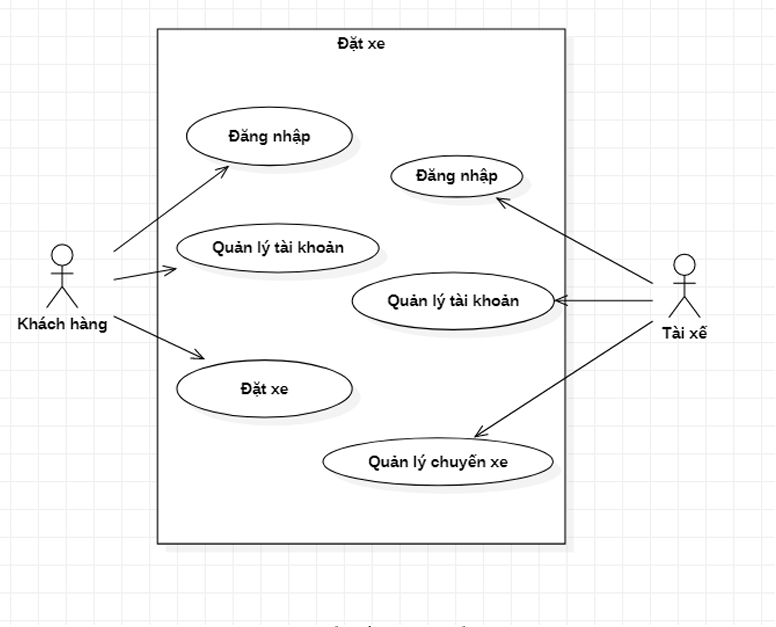 Đặt xe
Đăng nhập
Đăng nhập
Quản lý tài khoản
Quản lý tài khoản
Khách hàng
Tài xế
Đặt xe
Quản lý chuyến xe